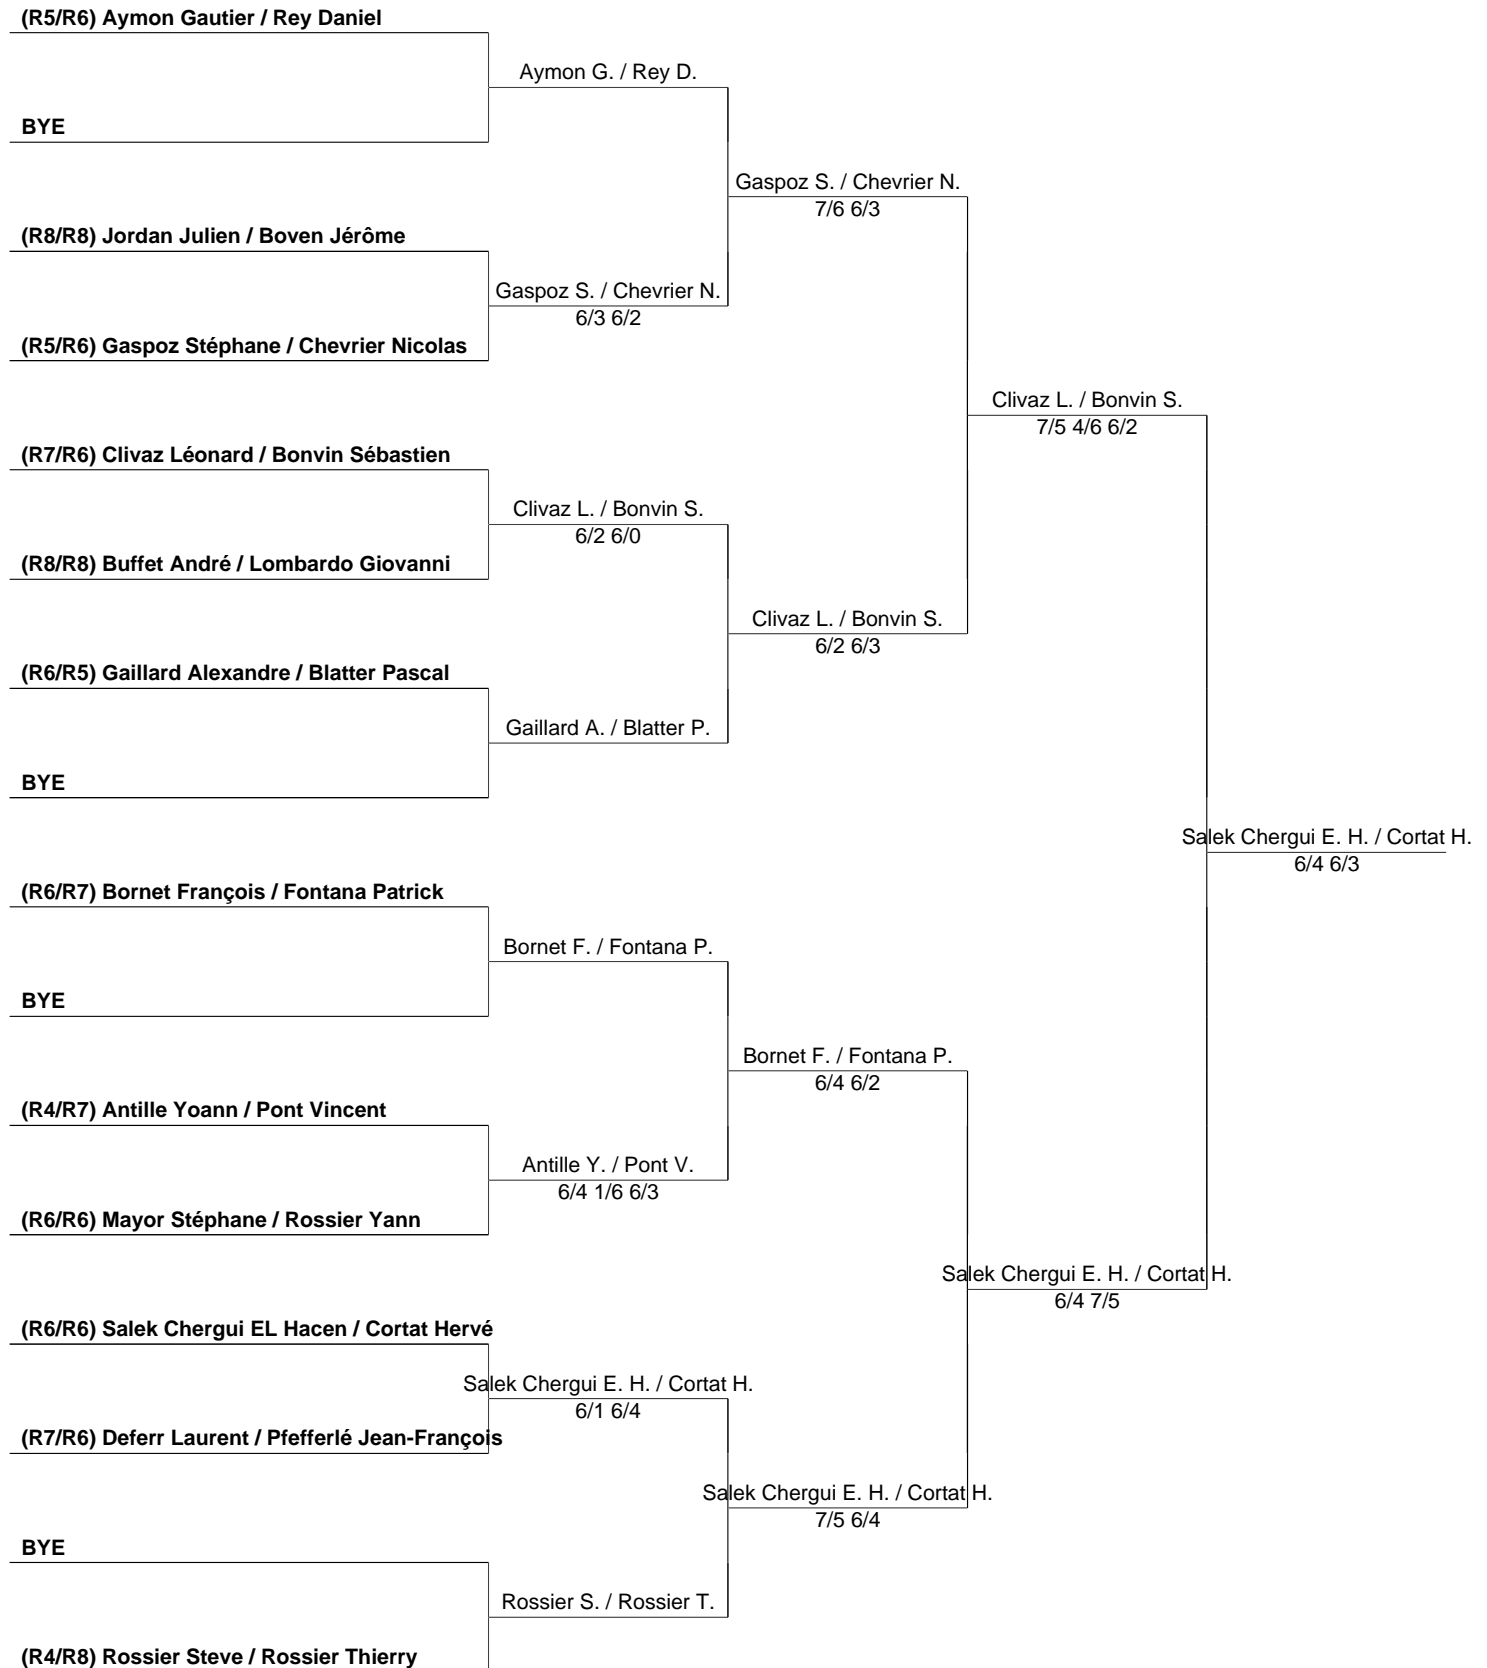 (R5/R6) Aymon Gautier / Rey Daniel
Aymon G. / Rey D.
BYE
Gaspoz S. / Chevrier N.
7/6 6/3
(R8/R8) Jordan Julien / Boven Jérôme
Gaspoz S. / Chevrier N.
6/3 6/2
(R5/R6) Gaspoz Stéphane / Chevrier Nicolas
Clivaz L. / Bonvin S.
7/5 4/6 6/2
(R7/R6) Clivaz Léonard / Bonvin Sébastien
Clivaz L. / Bonvin S.
6/2 6/0
(R8/R8) Buffet André / Lombardo Giovanni
Clivaz L. / Bonvin S.
6/2 6/3
(R6/R5) Gaillard Alexandre / Blatter Pascal
Gaillard A. / Blatter P.
BYE
Salek Chergui E. H. / Cortat H.
6/4 6/3
(R6/R7) Bornet François / Fontana Patrick
Bornet F. / Fontana P.
BYE
Bornet F. / Fontana P.
6/4 6/2
(R4/R7) Antille Yoann / Pont Vincent
Antille Y. / Pont V.
6/4 1/6 6/3
(R6/R6) Mayor Stéphane / Rossier Yann
Salek Chergui E. H. / Cortat H.
6/4 7/5
(R6/R6) Salek Chergui EL Hacen / Cortat Hervé
Salek Chergui E. H. / Cortat H.
6/1 6/4
(R7/R6) Deferr Laurent / Pfefferlé Jean-François
Salek Chergui E. H. / Cortat H.
7/5 6/4
BYE
Rossier S. / Rossier T.
(R4/R8) Rossier Steve / Rossier Thierry